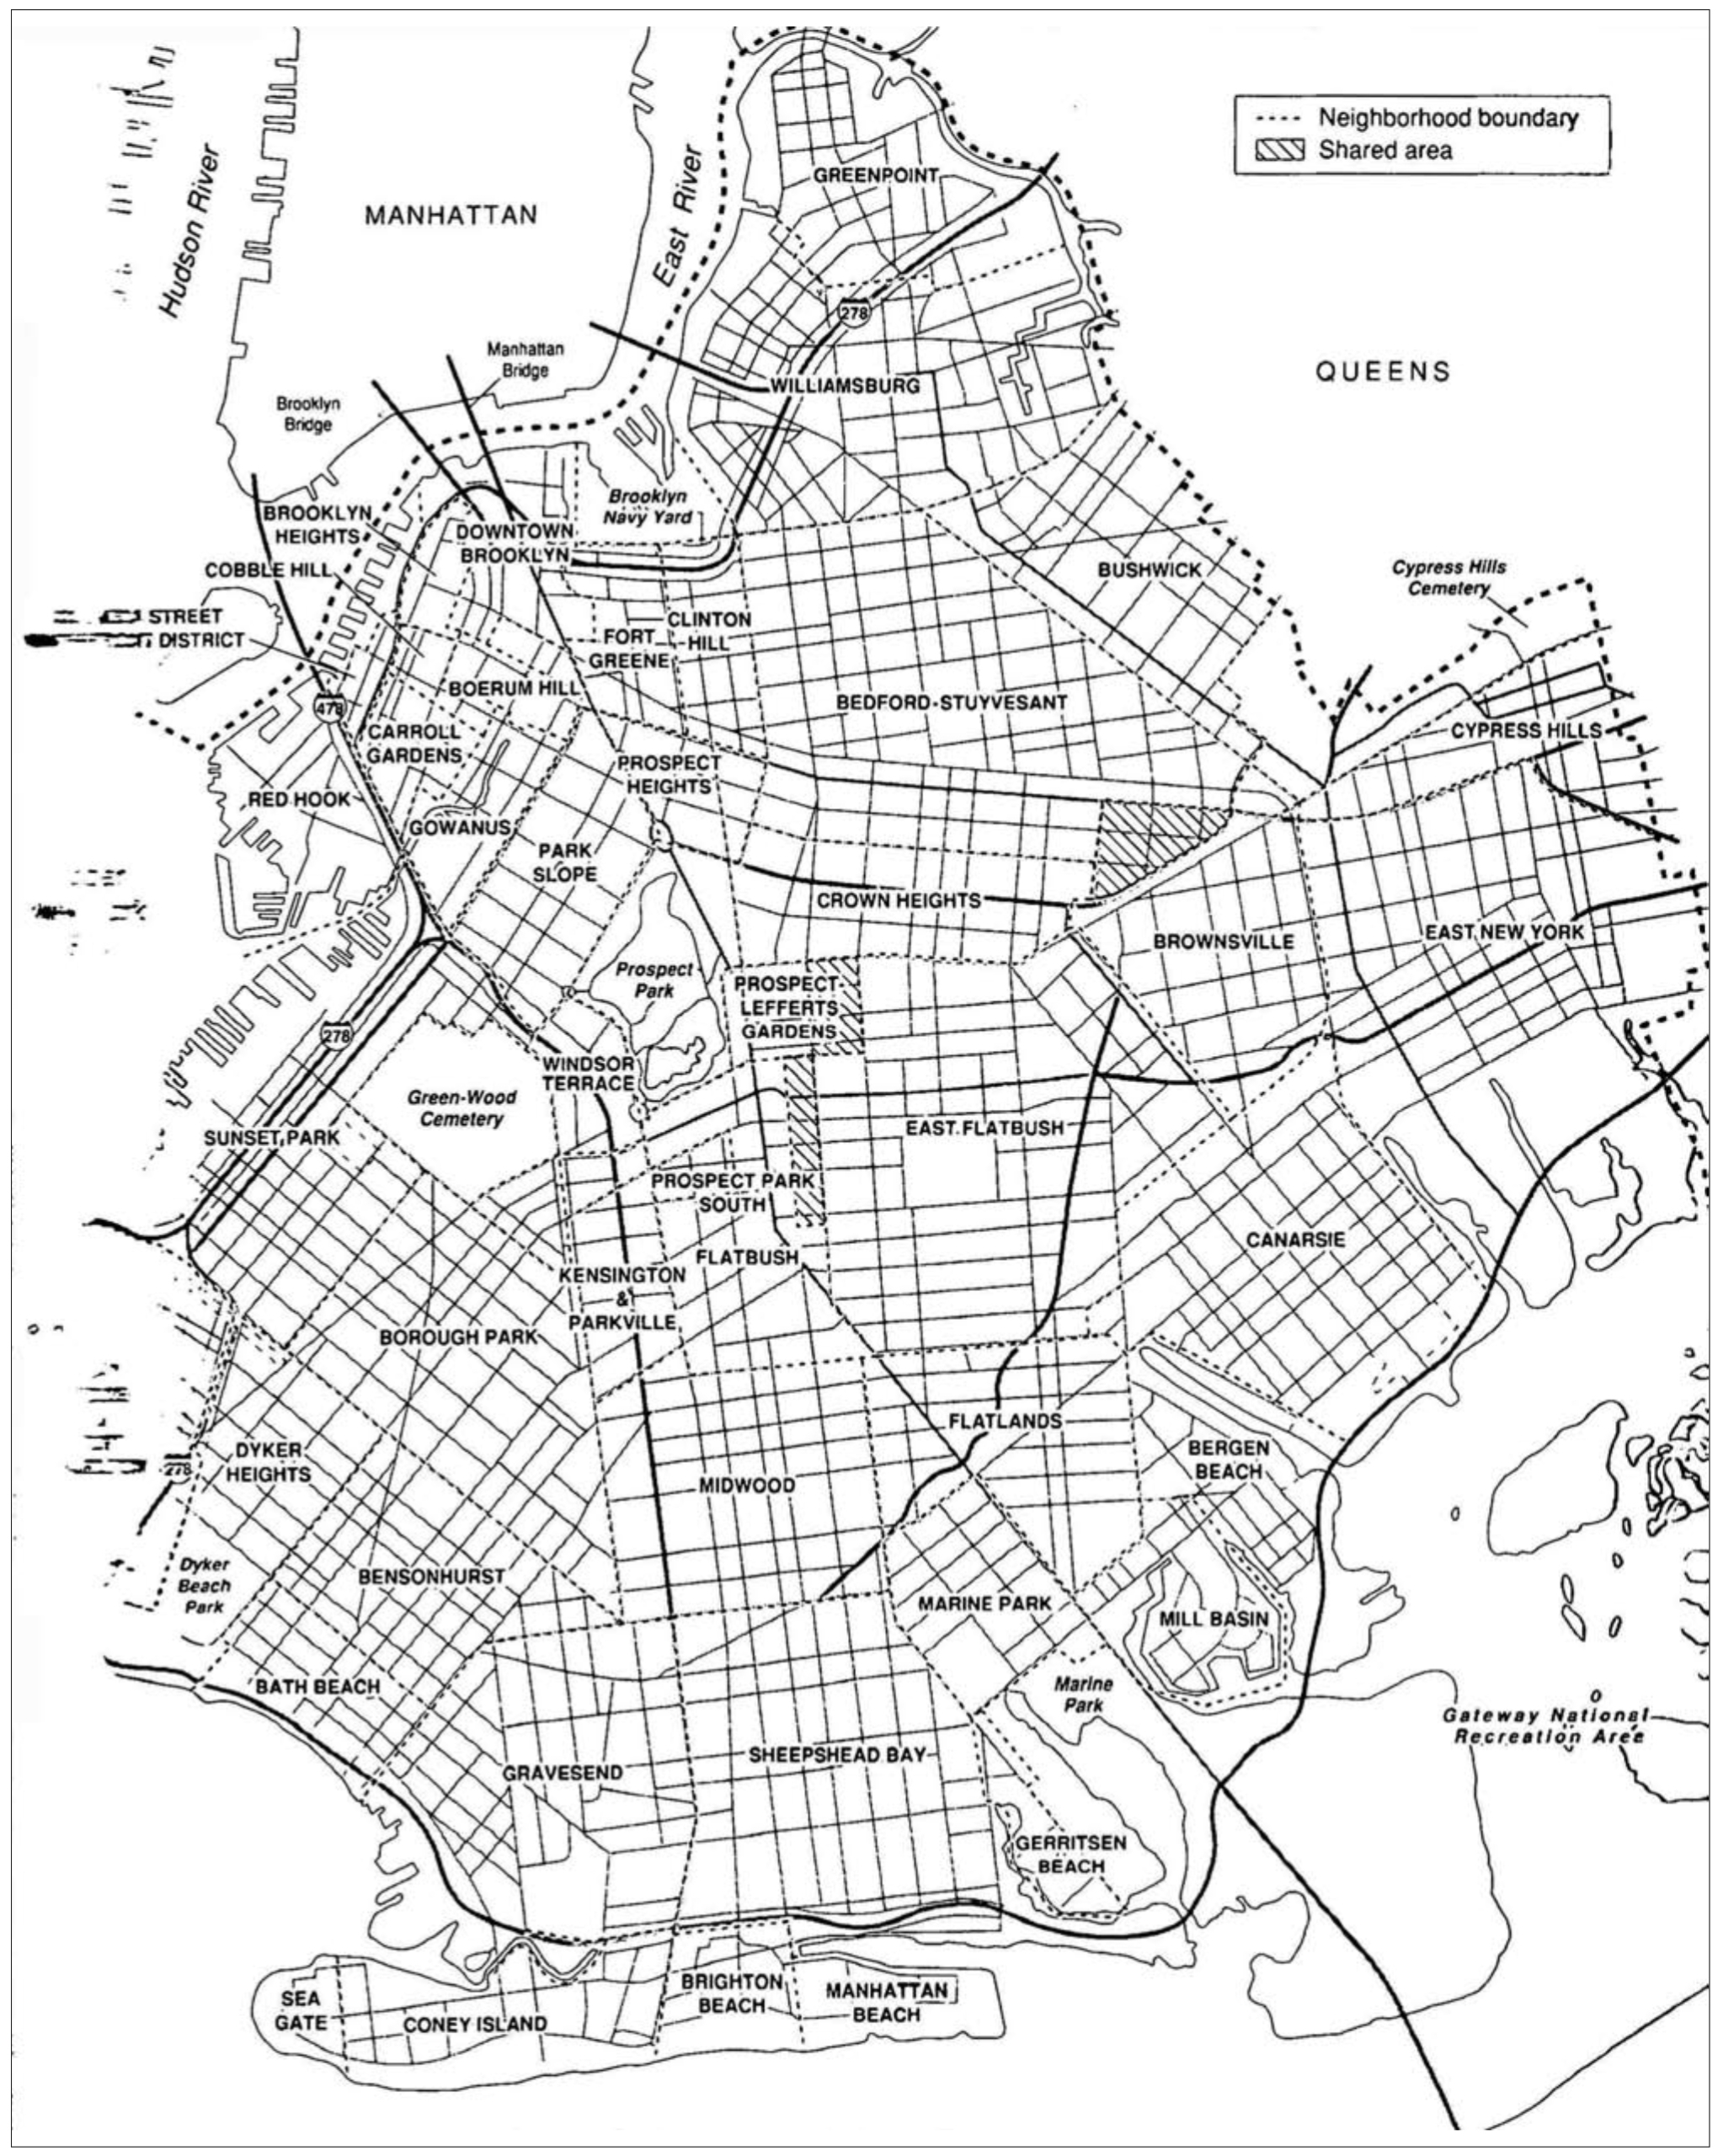 Neighborhood boundary
Shared area
Hudson River
MANHATTAN
East River
GREENPOINT
278
QUEENS
Manhattan
Bridge
Brooklyn
Bridge
WILLIAMSBURG
Brooklyn
Navy Yard
BROOKLYN
HEIGHTS
DOWNTOWN
BROOKLYN
COBBLE HILL
BUSHWICK
Cypress Hills
Cemetery
STREET
DISTRICT
CLINTON
HILL
FORT
GREENE
BOERUM HILL
BEDFORD-STUYVESANT
478
CARROLL
GARDENS
CYPRESS HILLS
PROSPECT
HEIGHTS
RED HOOK
GOWANUS
PARK
SLOPE
CROWN HEIGHTS
BROWNSVILLE
EAST NEW YORK
Prospect
Park
PROSPECT-
LEFFERTS
GARDENS
278
WINDSOR
TERRACE
Green-Wood
Cemetery
SUNSET PARK
EAST FLATBUSH
PROSPECT PARK
SOUTH
FLATBUSH
CANARSIE
KENSINGTON
&
PARKVILLE
BOROUGH PARK
FLATLANDS
DYKER
HEIGHTS
278
BERGEN
BEACH
MIDWOOD
Dyker
Beach
Park
BENSONHURST
MARINE PARK
MILL BASIN
BATH BEACH
Marine
Park
Gateway National
Recreation Area
SHEEPSHEAD BAY
GRAVESEND
GERRITSEN
BEACH
SEA
GATE
CONEY ISLAND
BRIGHTON
BEACH
MANHATTAN
BEACH